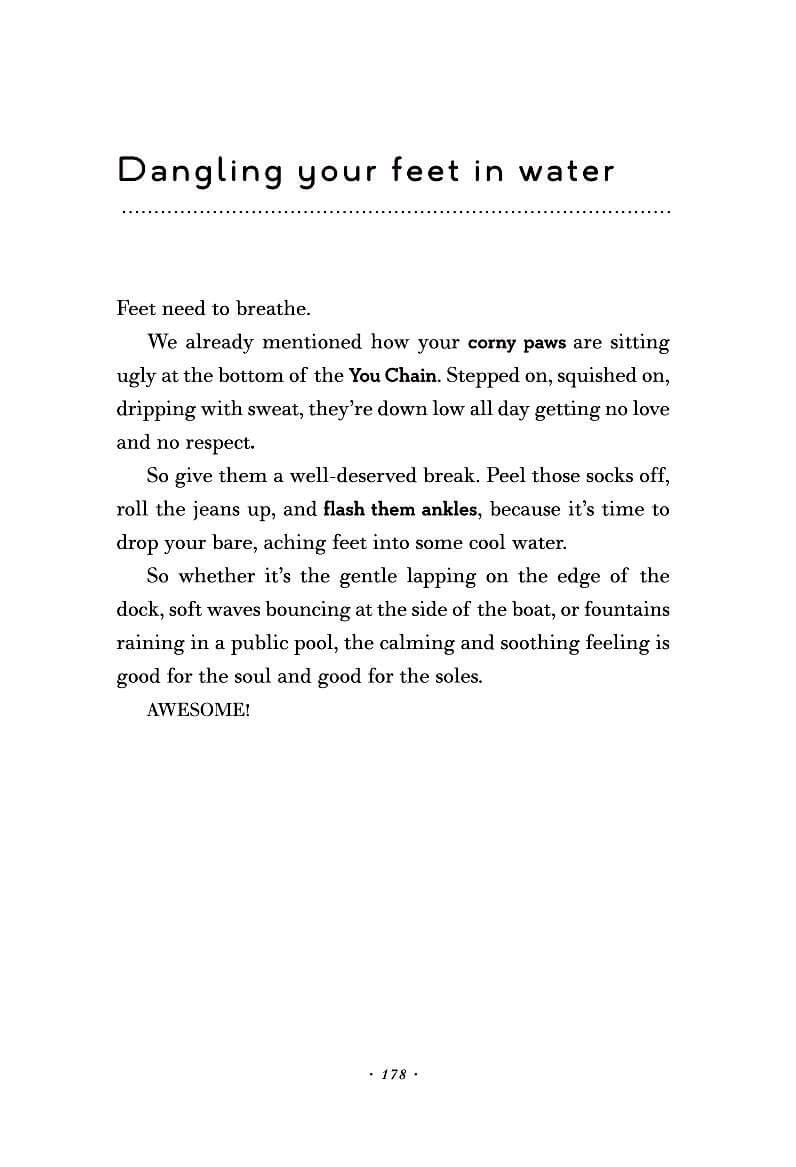 Dangling your feet in water
Feet need to breathe.
We already mentioned how your corny paws are sitting
ugly at the bottom of the You Chain. Stepped on, squished on,
dripping with sweat, they’re down low all day getting no love
and no respect.
So give them a well-deserved break. Peel those socks off,
roll the jeans up, and flash them ankles, because it’s time to
drop your bare, aching feet into some cool water.
So whether it’s the gentle lapping on the edge of the
dock, soft waves bouncing at the side of the boat, or fountains
raining in a public pool, the calming and soothing feeling is
good for the soul and good for the soles.
AWESOME!
· 178 ·